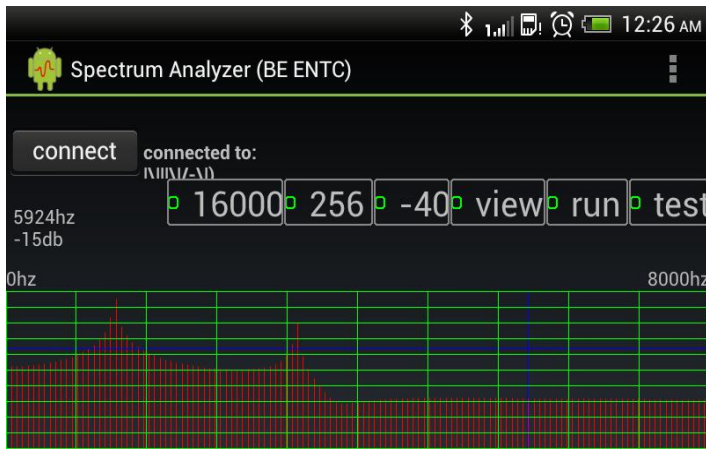 12:26 AM
Spectrum Analyzer (BE ENTC)
connect
connected to:
16000 256 -40 view run test
5924hz
-15db
0hz 8000hz